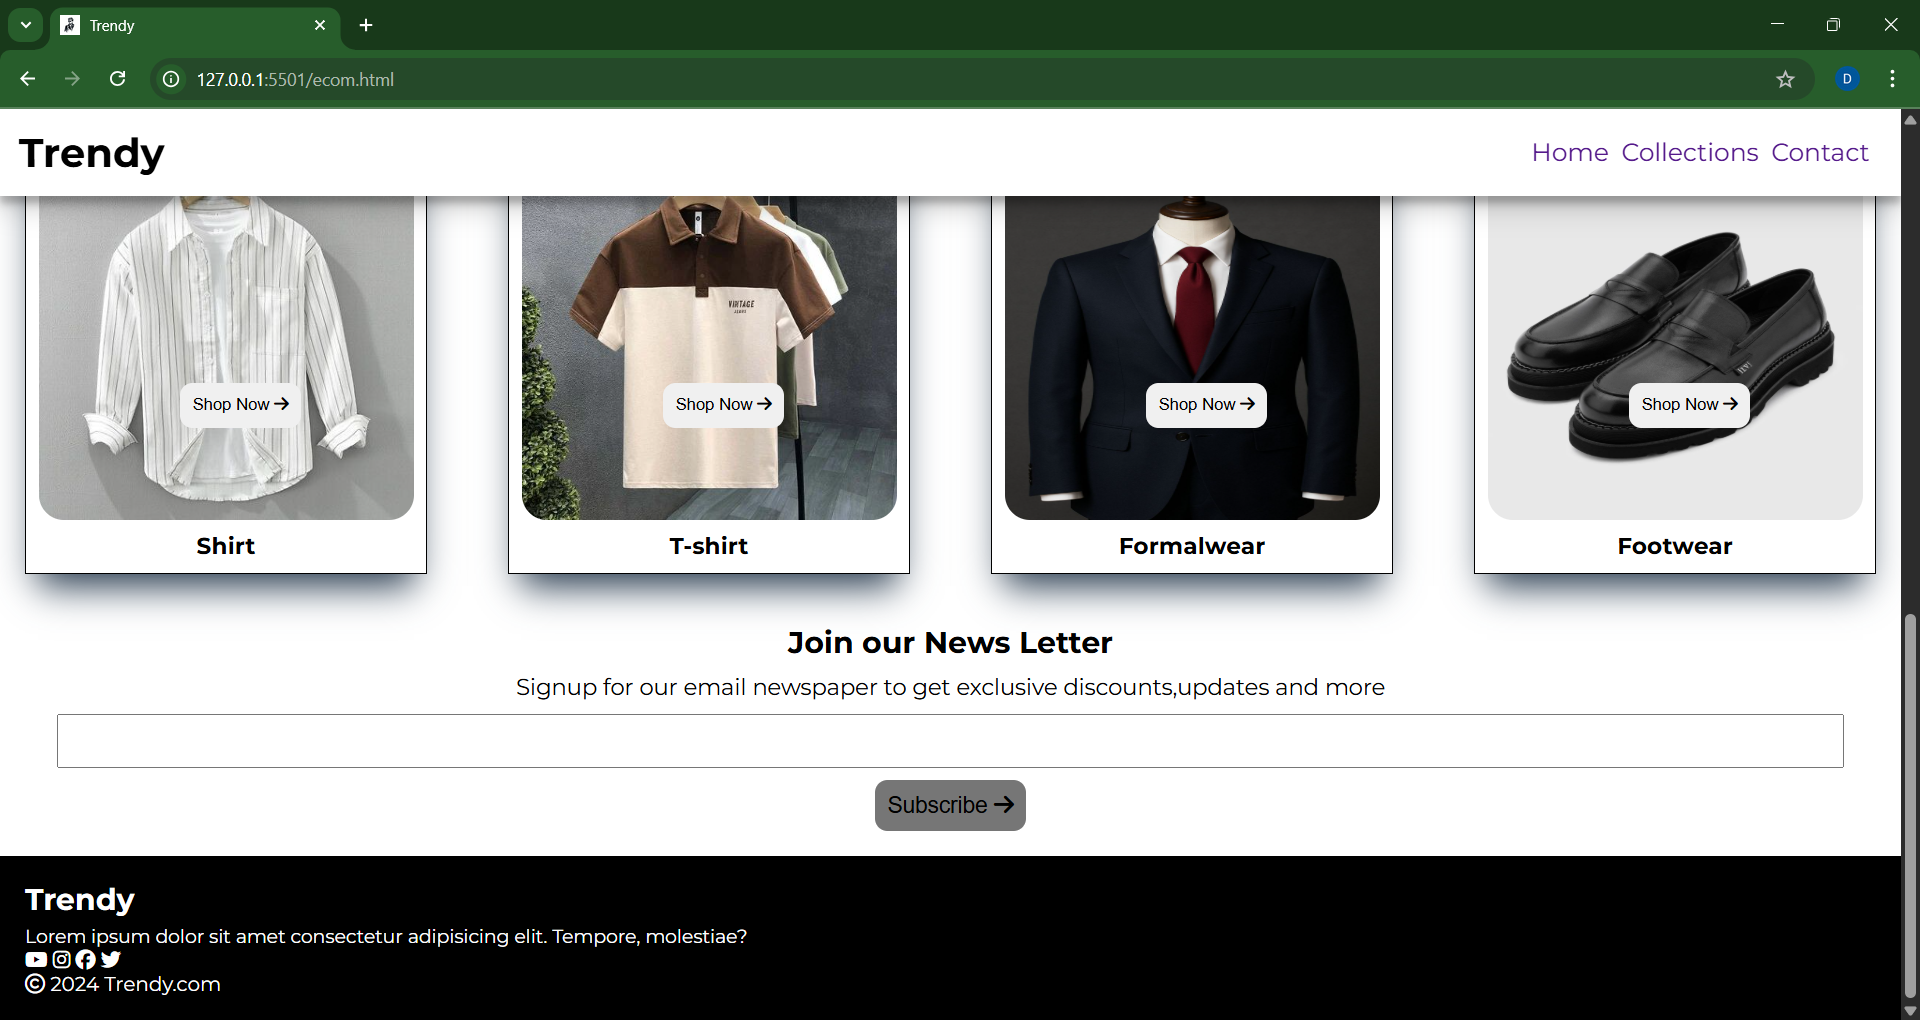 Trendy
127.0.0.1:5501/ecom.html
D
Trendy
Home Collections Contact
VINTAGE
Shop Now
Shop Now
Shop Now
Shop Now
Shirt
T-shirt
Formalwear
Footwear
Join our News Letter
Signup for our email newspaper to get exclusive discounts,updates and more
Subscribe
Trendy
Lorem ipsum dolor sit amet consectetur adipisicing elit. Tempore, molestiae?
© 2024 Trendy.com